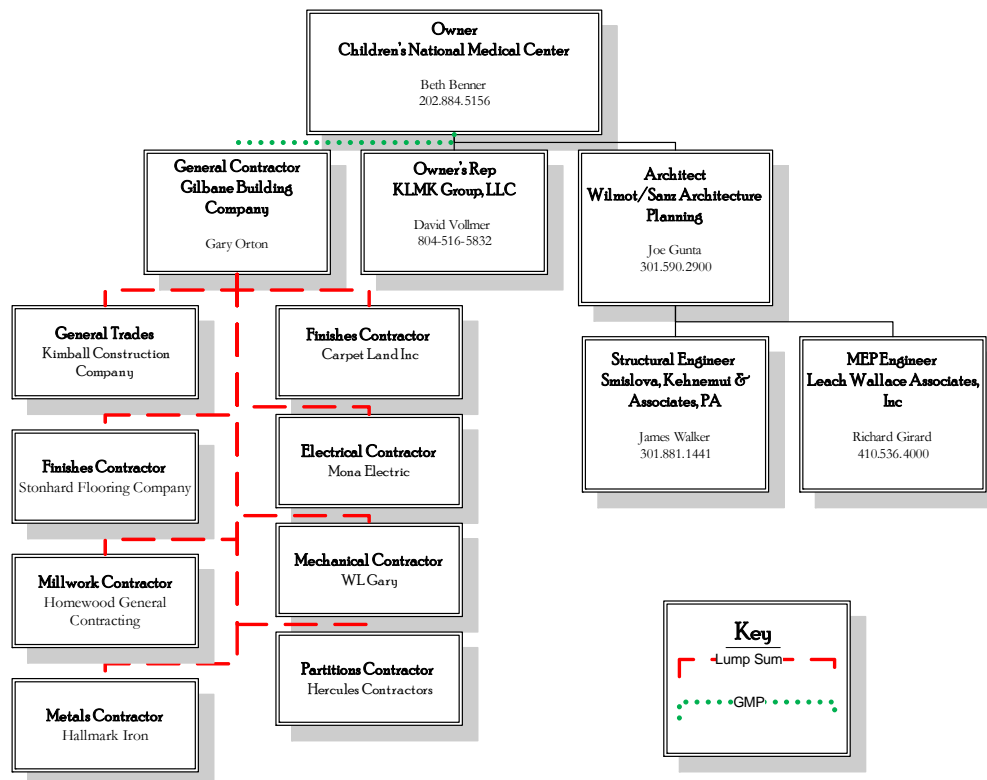 Owner
Children's National Medical Center
Beth Benner
202.884.5156
General Contractor
Gilbane Building
Company
Gary Orton
Owner's Rep
KLMK Group, LLC
David Vollmer
804-516-5832
Architect
Wilmot/Sanz Architecture
Planning
Joe Gunta
301.590.2900
General Trades
Kimball Construction
Company
Finishes Contractor
Carpet Land Inc
Structural Engineer
Smislova, Kehnemui &
Associates, PA
James Walker
301.881.1441
MEP Engineer
Leach Wallace Associates,
Inc
Richard Girard
410.536.4000
Finishes Contractor
Stonhard Flooring Company
Electrical Contractor
Mona Electric
Millwork Contractor
Homewood General
Contracting
Mechanical Contractor
WL Gary
Metals Contractor
Hallmark Iron
Partitions Contractor
Hercules Contractors
Key
Lump Sum
GMP